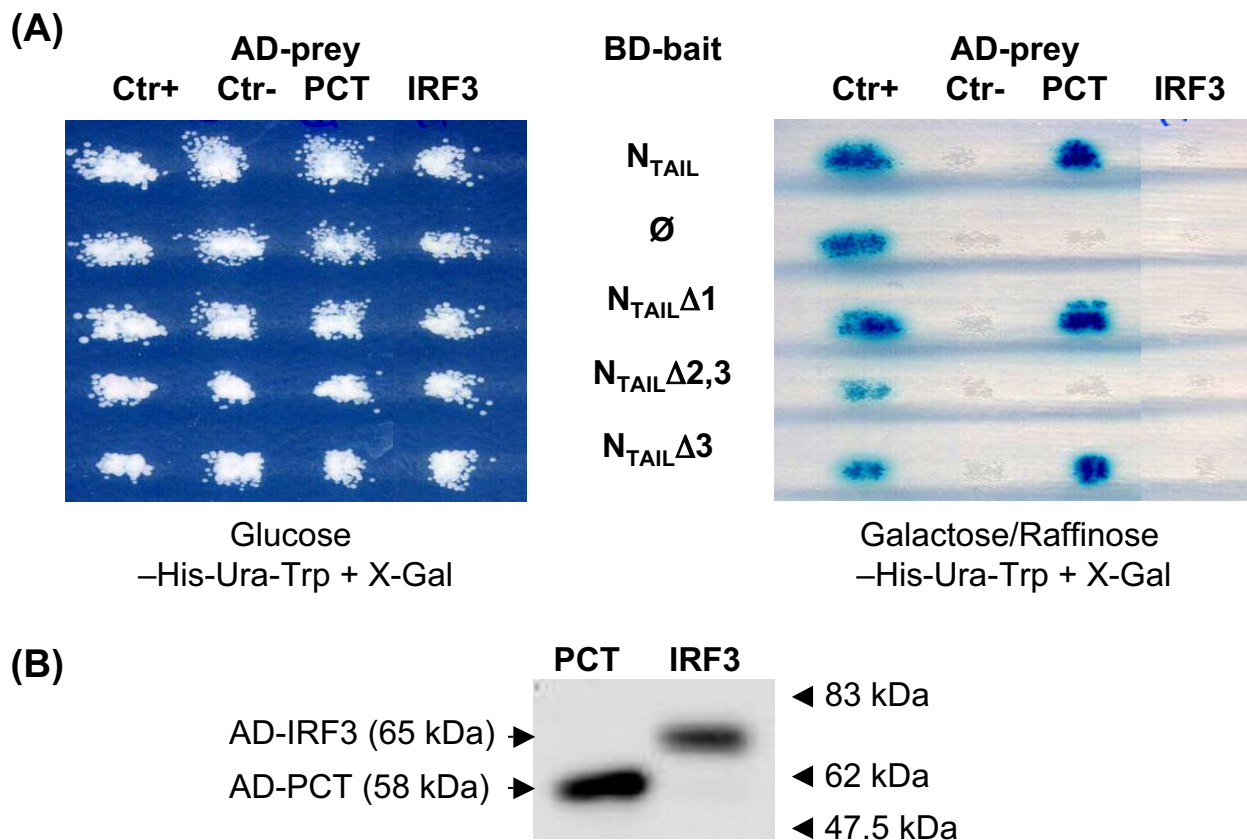 (A)
AD-prey
Ctr+ Ctr- PCT IRF3
BD-bait
AD-prey
Ctr+ Ctr- PCT IRF3
NTAIL
Ø
NTAILΔ1
NTAILΔ2,3
NTAILΔ3
Glucose
–His-Ura-Trp + X-Gal
Galactose/Raffinose
–His-Ura-Trp + X-Gal
(B)
PCT IRF3
AD-IRF3 (65 kDa)
AD-PCT (58 kDa)
83 kDa
62 kDa
47,5 kDa